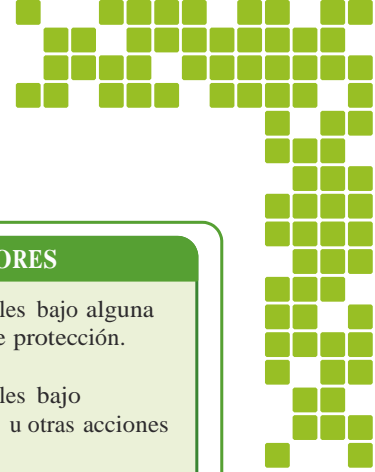 ORES
les bajo alguna
e protección.
les bajo
u otras acciones